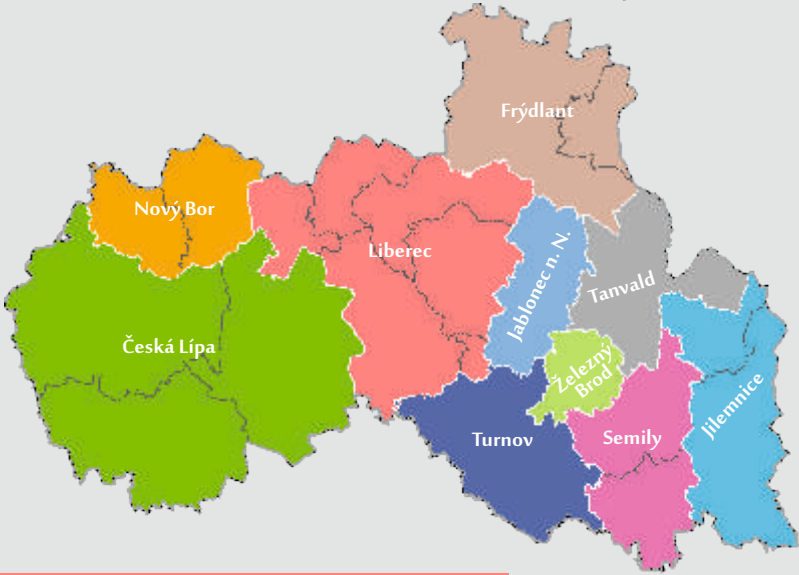 Frýdlant
Nový Bor
Liberec
Jablonec n. N.
Tanvald
Česká Lípa
Železný
Brod
Jilemnice
Turnov
Semily